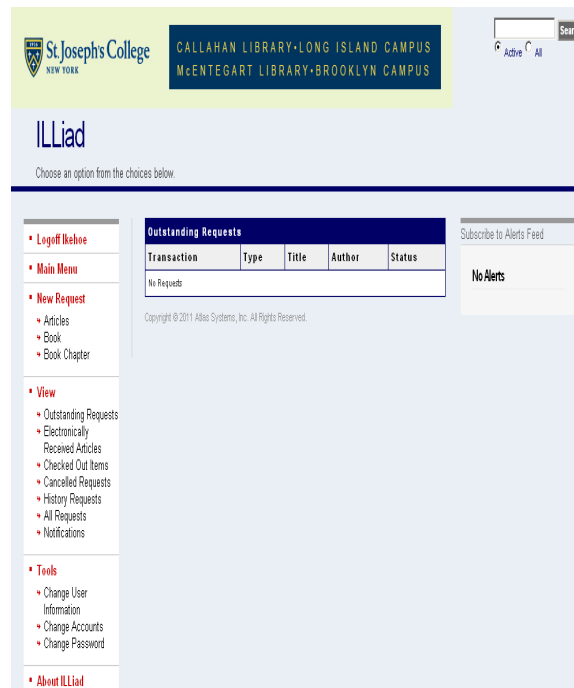 St. Joseph's College
NEW YORK
CALLAHAN LIBRARY•LONG ISLAND CAMPUS
McENTEGART LIBRARY•BROOKLYN CAMPUS
Sear
Active All
ILLiad
Choose an option from the choices below.
Logoff lkehoe
Main Menu
New Request
Articles
Book
Book Chapter
View
Outstanding Requests
Electronically
Received Articles
Checked Out Items
Cancelled Requests
History Requests
All Requests
Notifications
Tools
Change User
Information
Change Accounts
Change Password
About ILLiad
Outstanding Requests
Transaction Type Title Author Status
No Requests
Copyright © 2011 Atlas Systems, Inc. All Rights Reserved.
Subscribe to Alerts Feed
No Alerts